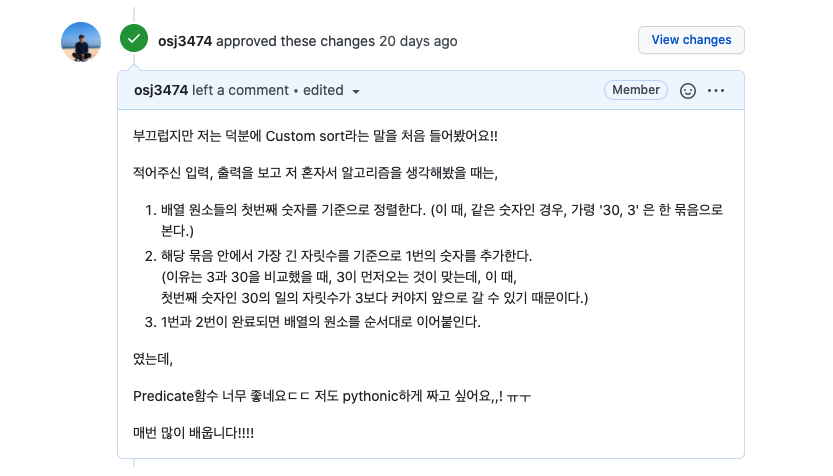 osj3474 approved these changes 20 days ago
View changes
osj3474 left a comment • edited
Member
부끄럽지만 저는 덕분에 Custom sort라는 말을 처음 들어봤어요!!
적어주신 입력, 출력을 보고 저 혼자서 알고리즘을 생각해봤을 때는,
1. 배열 원소들의 첫번째 숫자를 기준으로 정렬한다. (이 때, 같은 숫자인 경우, 가령 '30, 3' 은 한 묶음으로
본다.)
2. 해당 묶음 안에서 가장 긴 자릿수를 기준으로 1번의 숫자를 추가한다.
(이유는 3과 30을 비교했을 때, 3이 먼저오는 것이 맞는데, 이 때,
첫번째 숫자인 30의 일의 자릿수가 3보다 커야지 앞으로 갈 수 있기 때문이다.)
3. 1번과 2번이 완료되면 배열의 원소를 순서대로 이어붙인다.
였는데,
Predicate함수 너무 좋네요ㄷㄷ 저도 pythonic하게 짜고 싶어요,,! ㅠㅜ
매번 많이 배웁니다!!!!